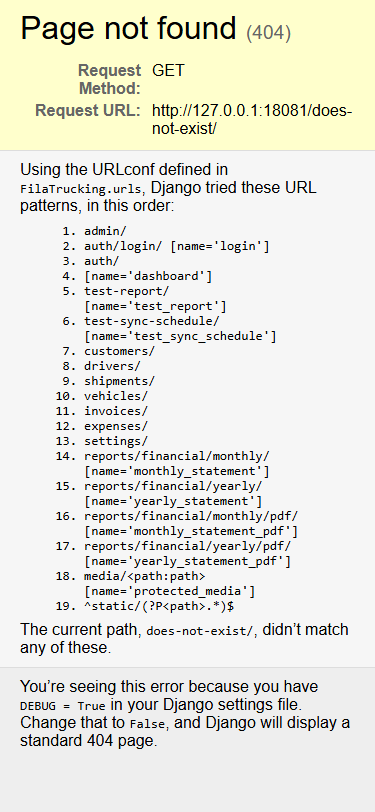 Page not found (404)
Request
Method:
GET
Request URL:
http://127.0.0.1:18081/does-
not-exist/
Using the URLconf defined in
FilaTrucking.urls, Django tried these URL
patterns, in this order:
1. admin/
2. auth/login/ [name='login']
3. auth/
4. [name='dashboard']
5. test-report/
[name='test_report']
6. test-sync-schedule/
[name='test_sync_schedule']
7. customers/
8. drivers/
9. shipments/
10. vehicles/
11. invoices/
12. expenses/
13. settings/
14. reports/financial/monthly/
[name='monthly_statement']
15. reports/financial/yearly/
[name='yearly_statement']
16. reports/financial/monthly/pdf/
[name='monthly_statement_pdf']
17. reports/financial/yearly/pdf/
[name='yearly_statement_pdf']
18. media/<path:path>
[name='protected_media']
19. ^static/(?P<path>.*)$
The current path, does-not-exist/, didn’t match
any of these.
You’re seeing this error because you have
DEBUG = True in your Django settings file.
Change that to False, and Django will display a
standard 404 page.